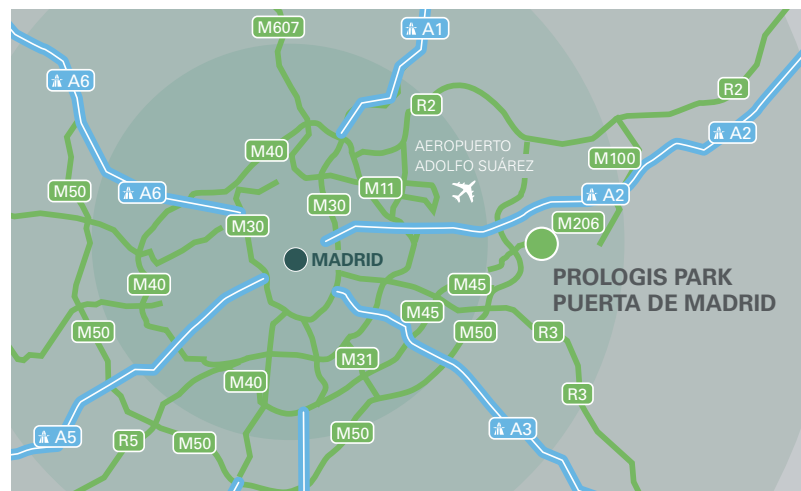 M607
A1
A6
R2
R2
A2
M40
AEROPUERTO
ADOLFO SUÁREZ
M100
M50
A6
M11
A2
M30
M30
M206
MADRID
PROLOGIS PARK
PUERTA DE MADRID
M40
M45
M45
M50
M50
R3
M31
M40
R3
A5
R5
M50
M50
A3